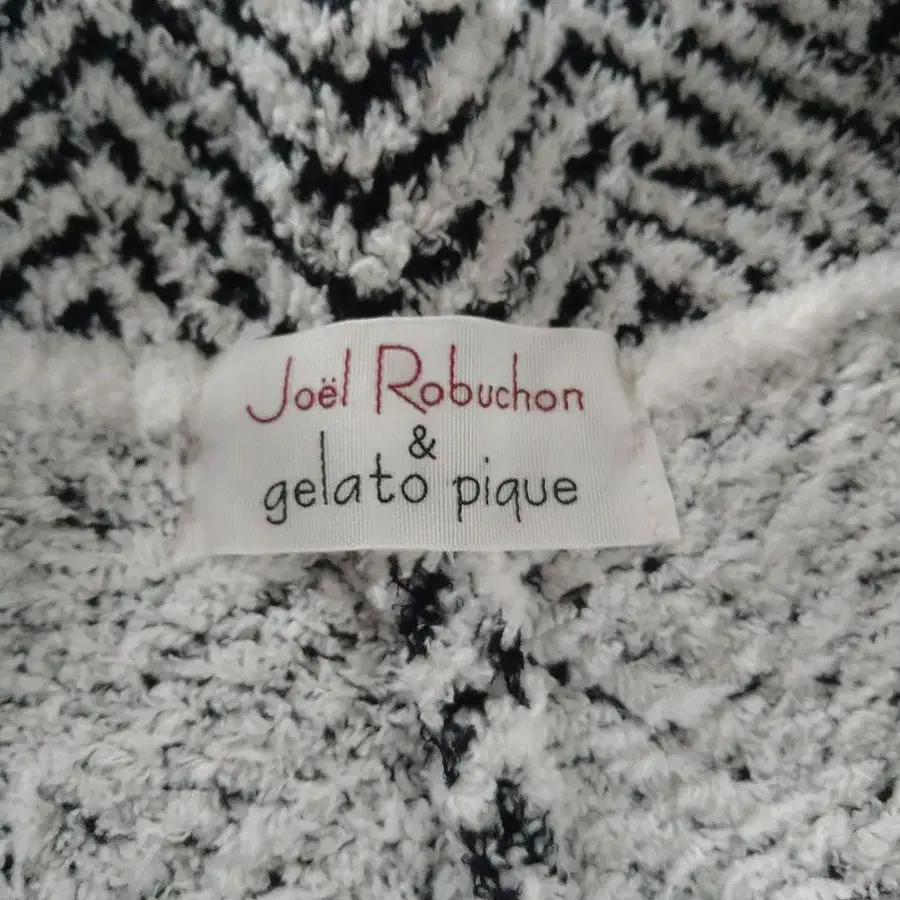 Joël Robuchon
&
gelato pique